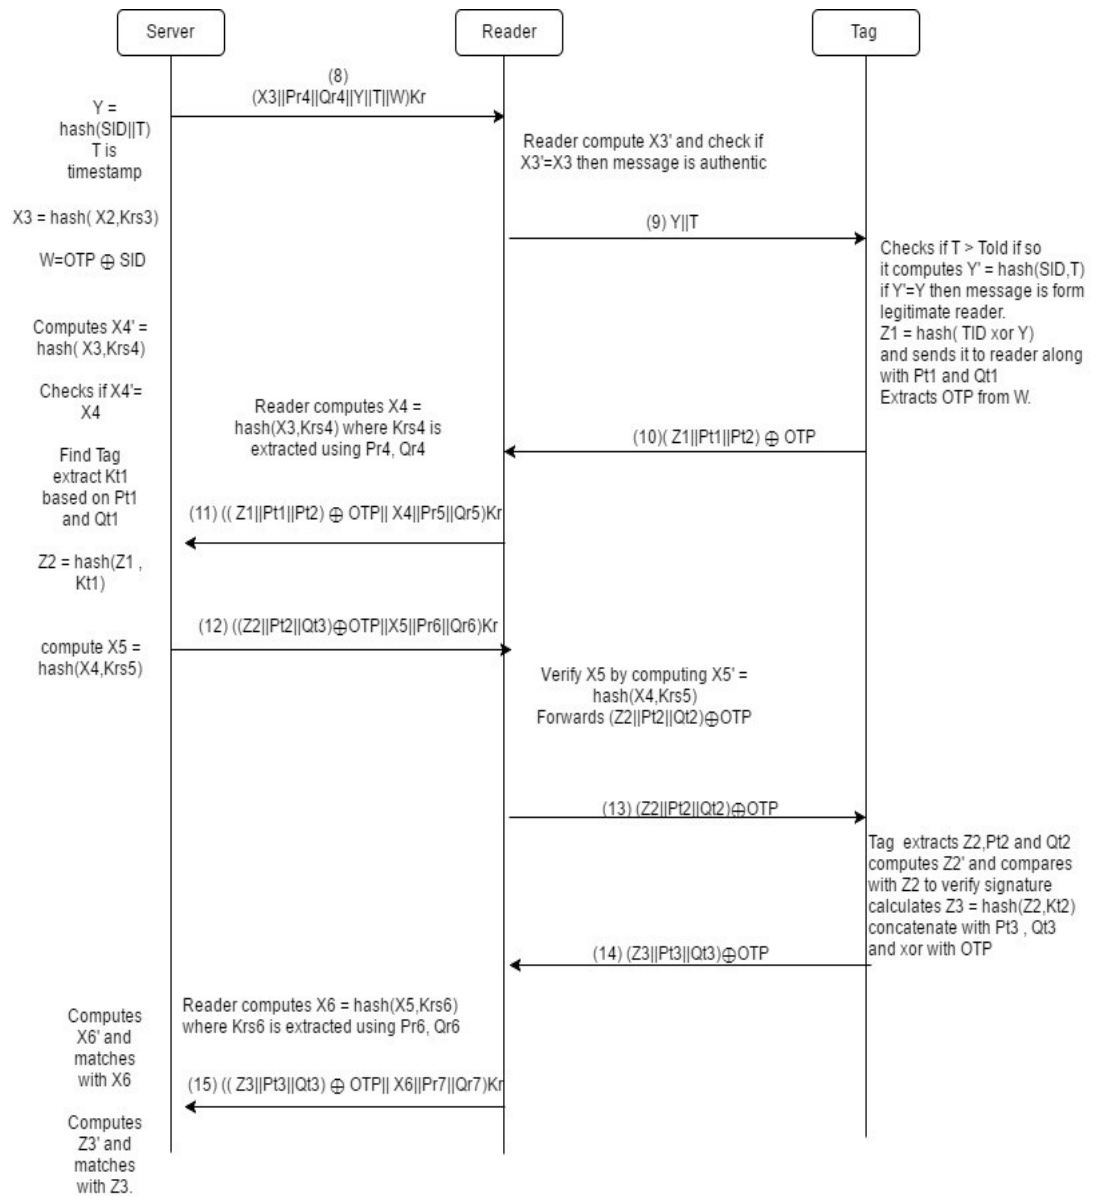 Server
Reader
Tag
(8)
(X3||Pr4||Qr4||Y||T||W)Kr
Y =
hash(SID||T)
T is
timestamp
Reader compute X3' and check if
X3'=X3 then message is authentic
X3 = hash( X2,Krs3)
(9) Y||T
W=OTP ⊕ SID
Checks if T > Told if so
it computes Y' = hash(SID,T)
if Y'=Y then message is form
legitimate reader.
Z1 = hash( TID xor Y)
and sends it to reader along
with Pt1 and Qt1
Extracts OTP from W.
Computes X4' =
hash( X3,Krs4)
Checks if X4'=
X4
Reader computes X4 =
hash(X3,Krs4) where Krs4 is
extracted using Pr4, Qr4
(10)( Z1||Pt1||Pt2) ⊕ OTP
Find Tag
extract Kt1
based on Pt1
and Qt1
(11) (( Z1||Pt1||Pt2) ⊕ OTP|| X4||Pr5||Qr5)Kr
Z2 = hash(Z1 ,
Kt1)
(12) ((Z2||Pt2||Qt3)⊕OTP||X5||Pr6||Qr6)Kr
compute X5 =
hash(X4,Krs5)
Verify X5 by computing X5' =
hash(X4,Krs5)
Forwards (Z2||Pt2||Qt2)⊕OTP
(13) (Z2||Pt2||Qt2)⊕OTP
Tag extracts Z2,Pt2 and Qt2
computes Z2' and compares
with Z2 to verify signature
calculates Z3 = hash(Z2,Kt2)
concatenate with Pt3 , Qt3
and xor with OTP
(14) (Z3||Pt3||Qt3)⊕OTP
Reader computes X6 = hash(X5,Krs6)
where Krs6 is extracted using Pr6, Qr6
Computes
X6' and
matches
with X6
(15) (( Z3||Pt3||Qt3) ⊕ OTP|| X6||Pr7||Qr7)Kr
Computes
Z3' and
matches
with Z3.